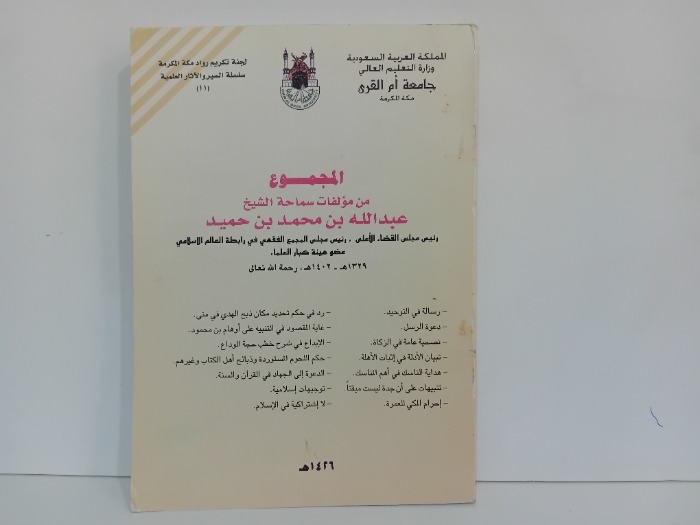 المملكة العربية السعودية
وزارة التعليم العالي
جامعة أم القرى
مكة المكرمة
لجنة تكريم رواد مكة المكرمة
سلسلة السير والآثار العلمية
(١١)
المجمـــوع
من مؤلفات سماحة الشيخ
عبدالله بن محمد بن حميد
رئيس مجلس القضاء الأعلى ، رئيس مجلس المجمع الفقهي في رابطة العالم الإسلامي
عضو هيئة كبار العلماء
١٣٢٩هـ - ١٤٠٢هـ ، رحمة الله تعالى
- رسالة في التوحيد.
- دعوة الرسل.
- نصيحة عامة في الزكاة.
- تبيان الأدلة في إثبات الأهلة.
- هداية الناسك في أهم المناسك.
- تنبيهات على أن جدة ليست ميقاتاً.
- إحرام المكي للعمرة.
- رد في حكم تحديد مكان ذبح الهدي في منى.
- غاية المقصود في التنبيه على أوهام بن محمود.
- الإبداع في شرح خطب حجة الوداع.
- حكم اللحوم المستوردة وذبائح أهل الكتاب وغيرهم.
- الدعوة إلى الجهاد في القرآن والسنة.
- توجيهات إسلامية.
- لا إشتراكية في الإسلام.
١٤٢٦هـ